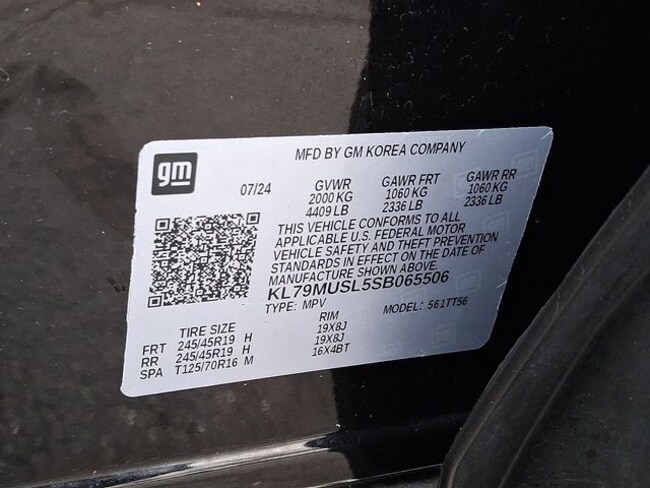 gm
MFD BY GM KOREA COMPANY
07/24 GVWR GAWR FRT GAWR RR
2000 KG 1060 KG 1060 KG
4409 LB 2336 LB 2336 LB
THIS VEHICLE CONFORMS TO ALL
APPLICABLE U.S. FEDERAL MOTOR
VEHICLE SAFETY AND THEFT PREVENTION
STANDARDS IN EFFECT ON THE DATE OF
MANUFACTURE SHOWN ABOVE.
KL79MUSL5SB065506
TYPE: MPV MODEL: 561TT56
TIRE SIZE RIM
FRT 245/45R19 H 19X8J
RR 245/45R19 H 19X8J
SPA T125/70R16 M 16X4BT